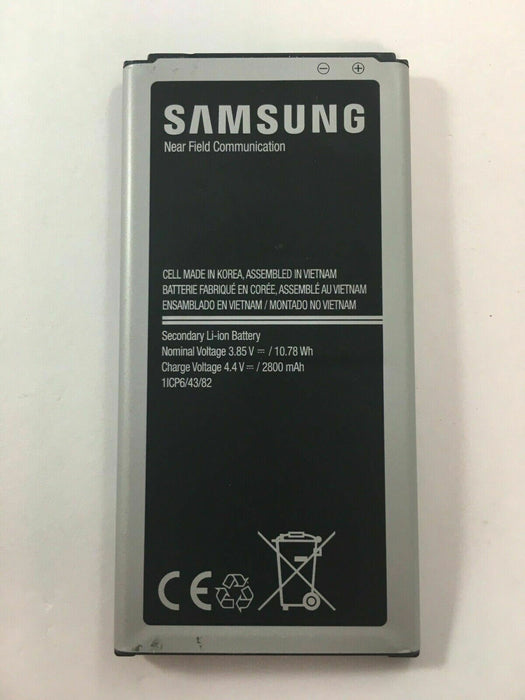 ⊖ ⊕
SAMSUNG
Near Field Communication
CELL MADE IN KOREA, ASSEMBLED IN VIETNAM
BATTERIE FABRIQUÉ EN CORÉE, ASSEMBLÉ AU VIETNAM
ENSAMBLADO EN VIETNAM / MONTADO NO VIETNAM
Secondary Li-ion Battery
Nominal Voltage 3.85 V ⎓ / 10.78 Wh
Charge Voltage 4.4 V ⎓ / 2800 mAh
1ICP6/43/82
CE